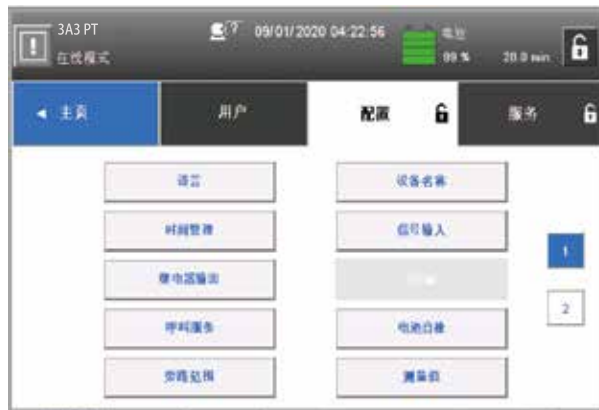 3A3 PT
在线模式
09/01/2020 04:22:56
电池
99 %
20.0 min
主页
用户
配置
服务
语言
设备名称
时间管理
信号输入
继电器输出
呼叫服务
电池自检
旁路范围
测量值
1
2